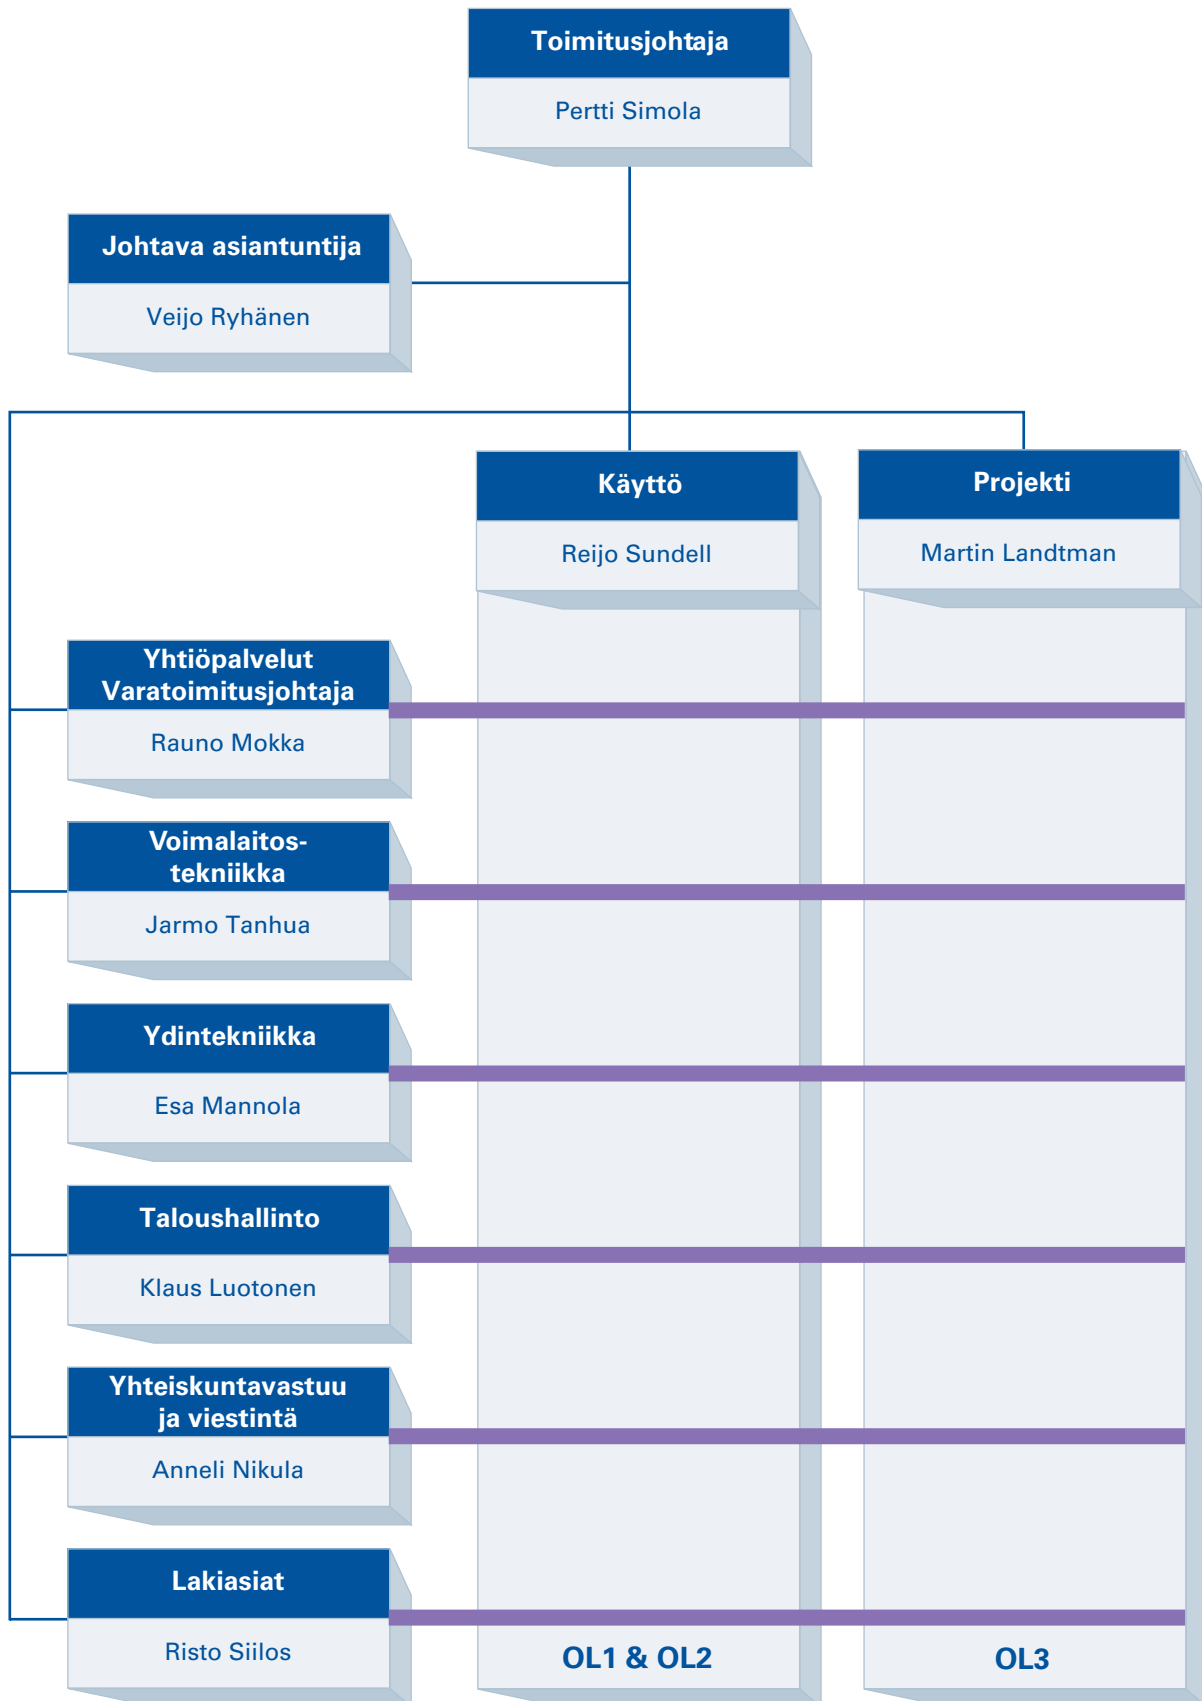 Toimitusjohtaja
Pertti Simola
Johtava asiantuntija
Veijo Ryhänen
Käyttö
Reijo Sundell
Projekti
Martin Landtman
Yhtiöpalvelut
Varatoimitusjohtaja
Rauno Mokka
Voimalaitos-
tekniikka
Jarmo Tanhua
Ydintekniikka
Esa Mannola
Taloushallinto
Klaus Luotonen
Yhteiskuntavastuu
ja viestintä
Anneli Nikula
Lakiasiat
Risto Siilos
OL1 & OL2
OL3